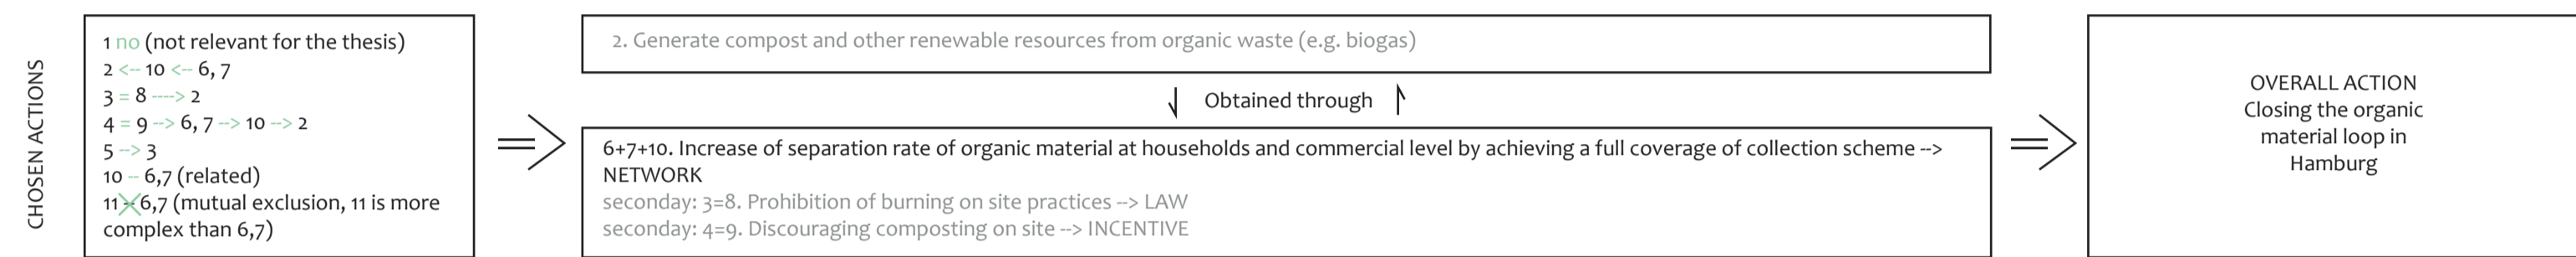 CHOSEN ACTIONS
1 no (not relevant for the thesis)
2 <-- 10 <-- 6, 7
3 = 8 ----> 2
4 = 9 --> 6, 7 --> 10 --> 2
5 --> 3
10 -- 6,7 (related)
11 -- 6,7 (mutual exclusion, 11 is more
complex than 6,7)
2. Generate compost and other renewable resources from organic waste (e.g. biogas)
Obtained through
6+7+10. Increase of separation rate of organic material at households and commercial level by achieving a full coverage of collection scheme -->
NETWORK
seconday: 3=8. Prohibition of burning on site practices --> LAW
seconday: 4=9. Discouraging composting on site --> INCENTIVE
OVERALL ACTION
Closing the organic
material loop in
Hamburg